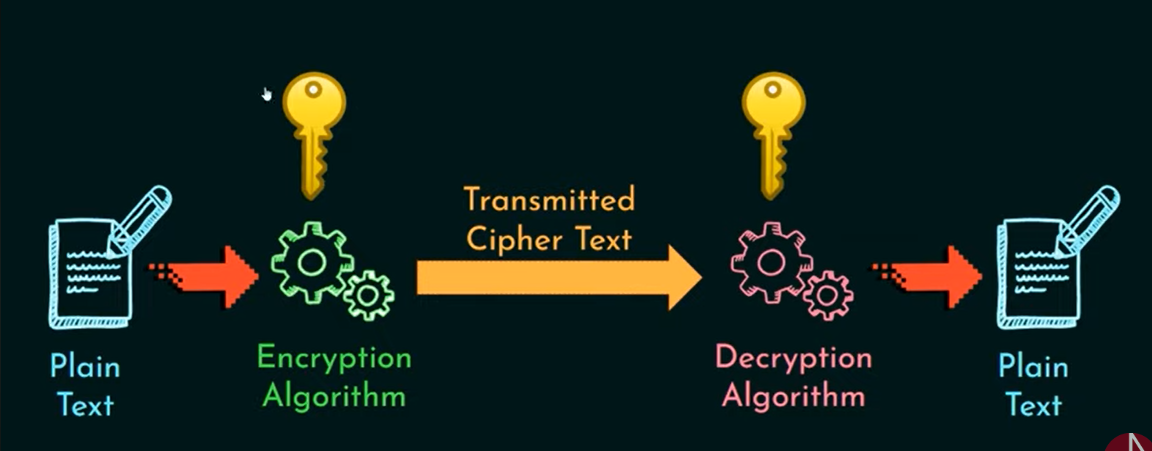 Transmitted
Cipher Text
Plain
Text
Encryption
Algorithm
Decryption
Algorithm
Plain
Text